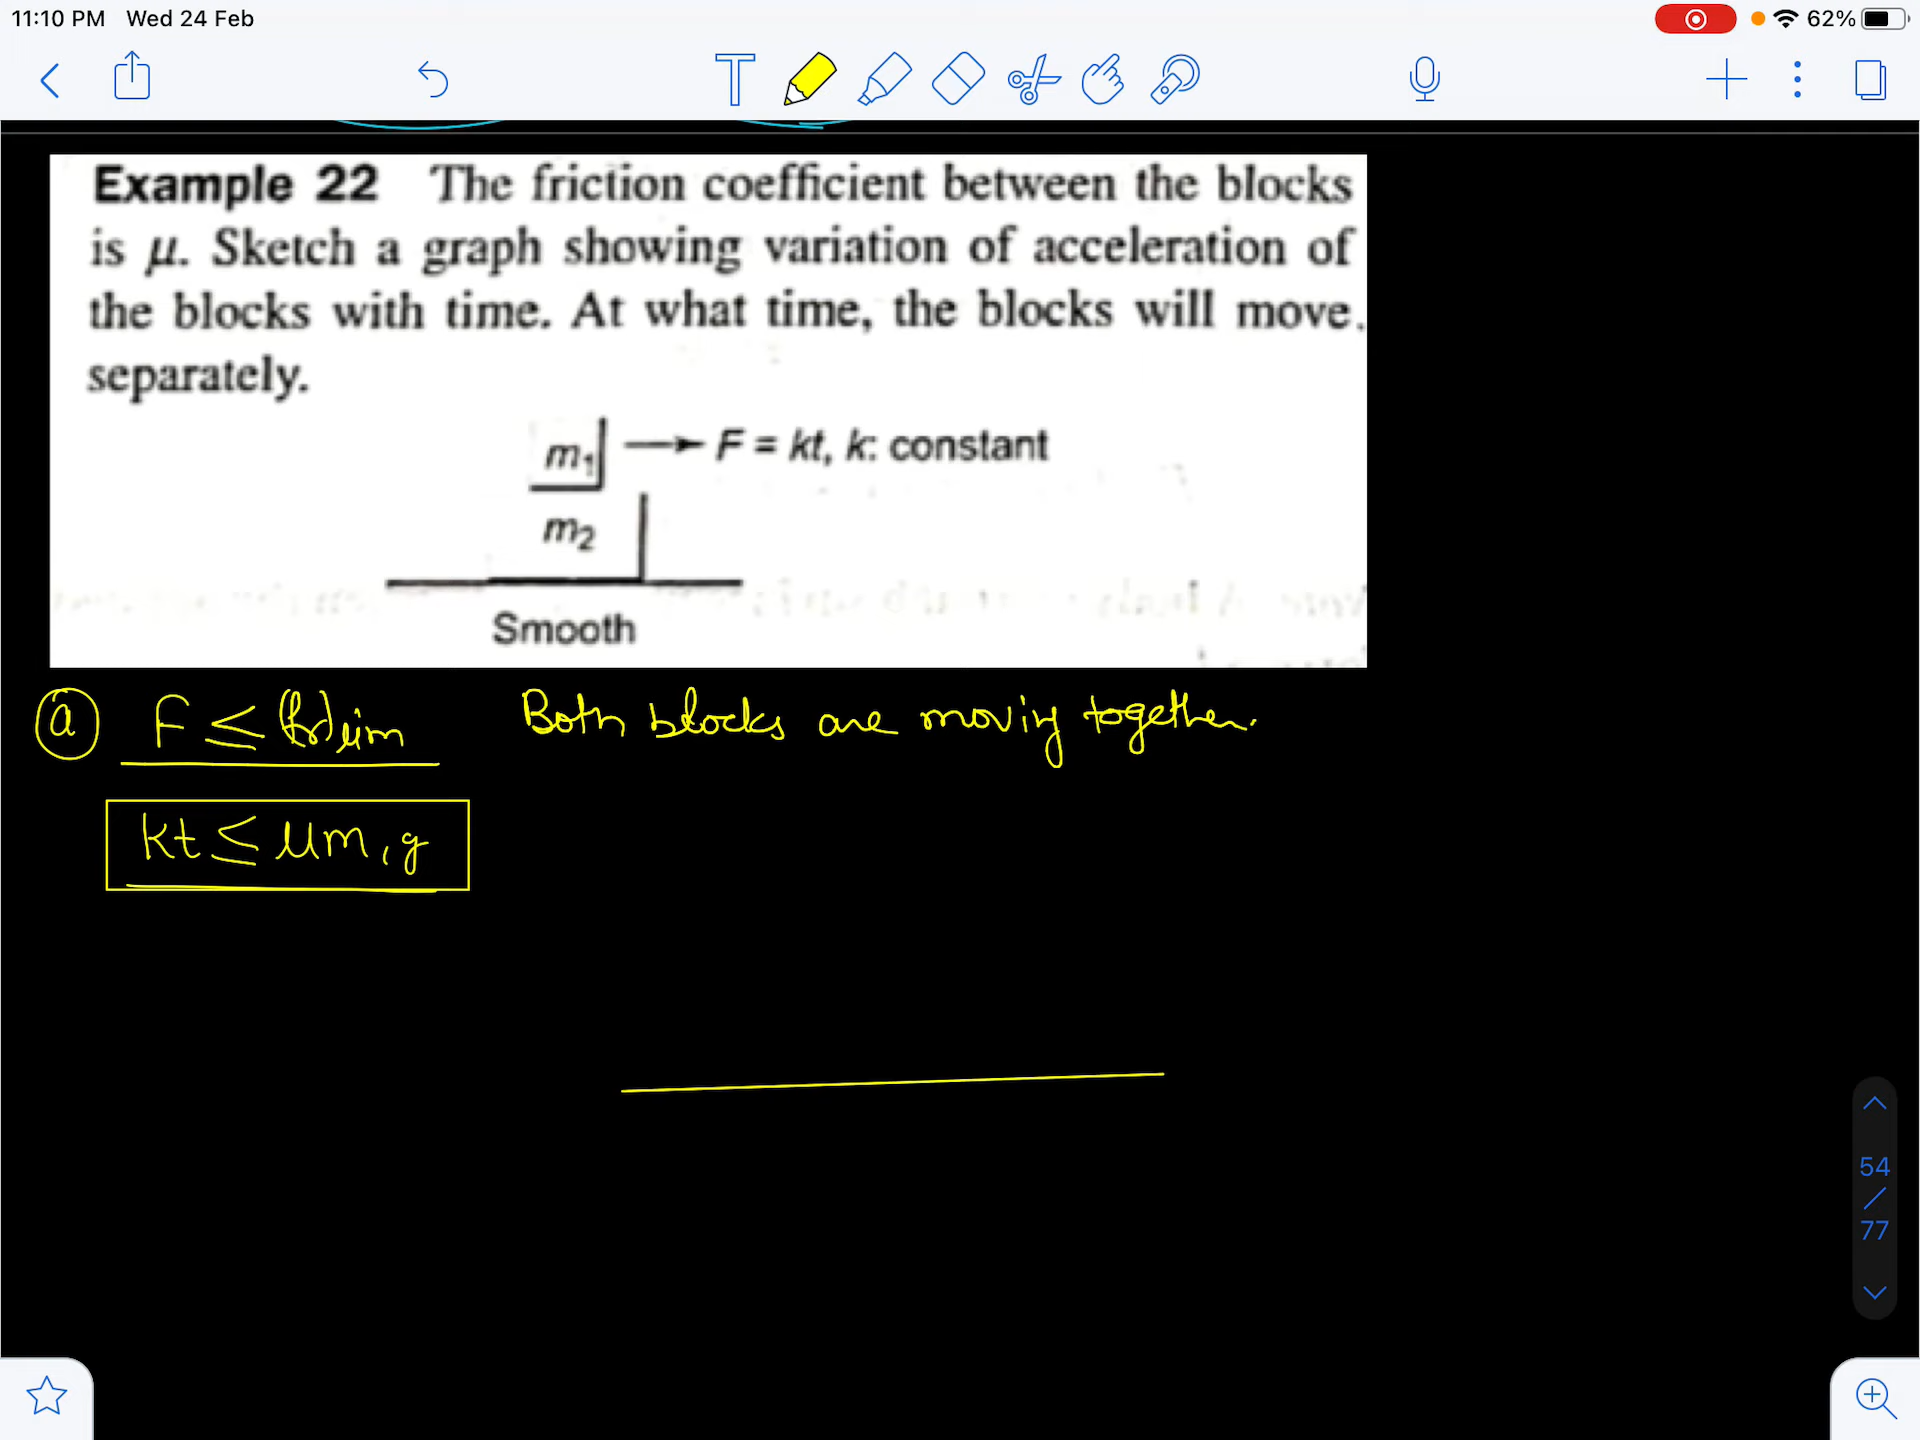 11:10 PM Wed 24 Feb
62%
T
Example 22 The friction coefficient between the blocks
is μ. Sketch a graph showing variation of acceleration of
the blocks with time. At what time, the blocks will move.
separately.
m₁ → F = kt, k: constant
m₂
Smooth
(a) F ≤ (fr)lim Both blocks are moving together.
kt ≤ μm₁g
54
/
77